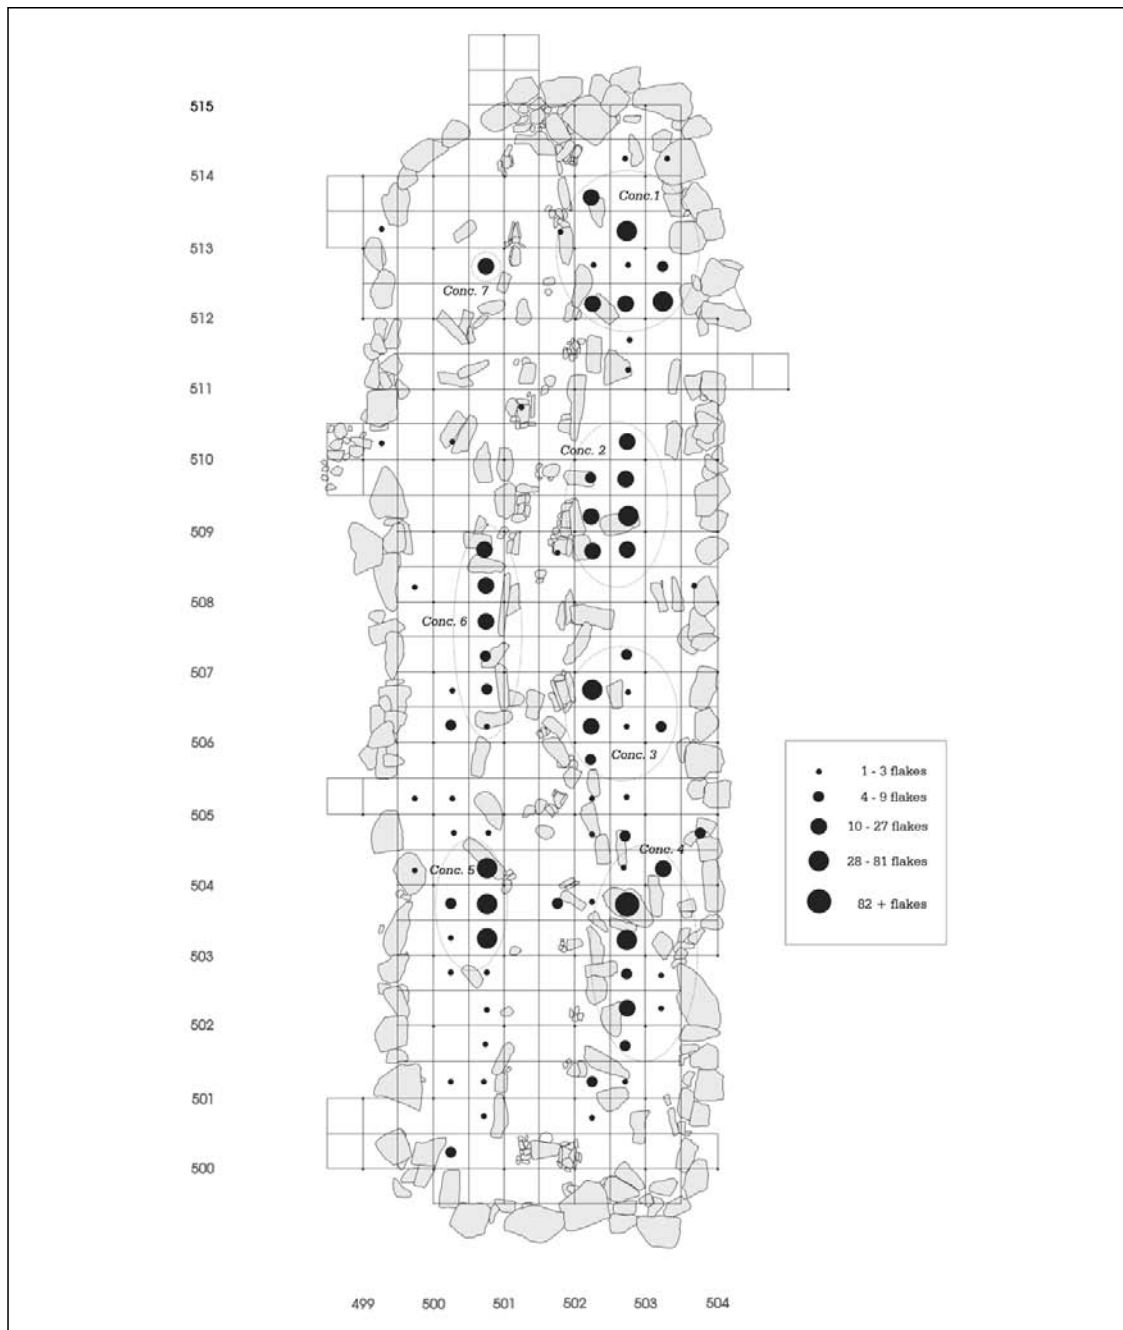 515
514
Conc.1
513
Conc. 7
512
511
Conc. 2
510
509
508
Conc. 6
507
506
Conc. 3
505
Conc. 4
Conc. 5
504
503
502
501
500
1 - 3 flakes
4 - 9 flakes
10 - 27 flakes
28 - 81 flakes
82 + flakes
499 500 501 502 503 504